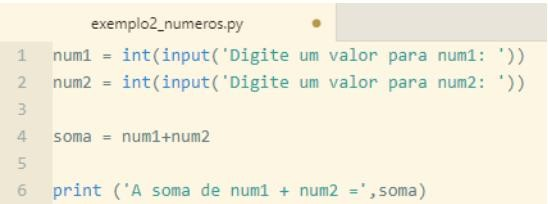 exemplo2_numeros.py
1 num1 = int(input('Digite um valor para num1: '))
2 num2 = int(input('Digite um valor para num2: '))
3
4 soma = num1+num2
5
6 print ('A soma de num1 + num2 =',soma)